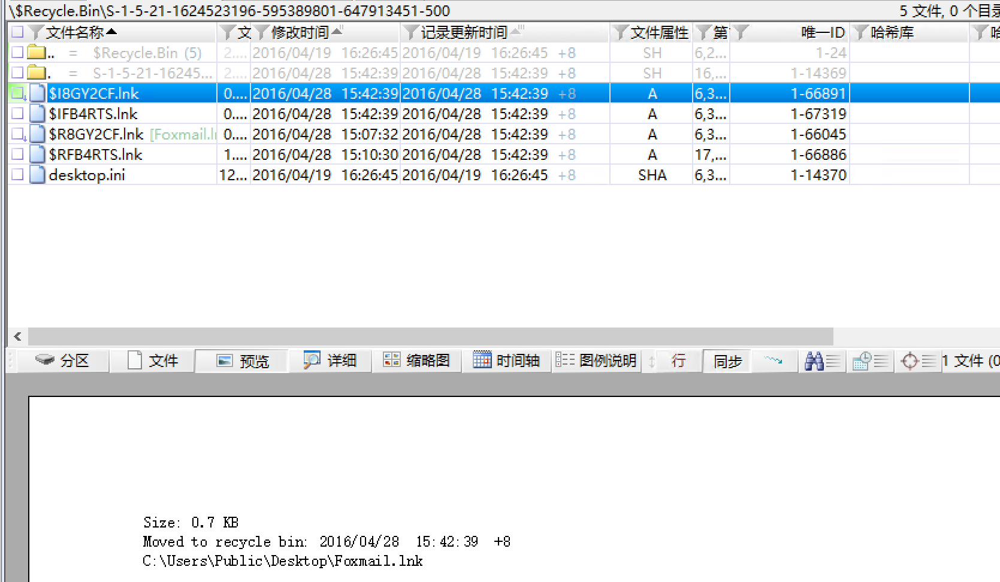 \$Recycle.Bin\S-1-5-21-1624523196-595389801-647913451-500 5 文件, 0 个目录
文件名称 文 修改时间 记录更新时间 文件属性 第 唯一ID 哈希库 哈
.. = $Recycle.Bin (5) 2.... 2016/04/19 16:26:45 2016/04/19 16:26:45 +8 SH 6,2... 1-24
. = S-1-5-21-16245... 2.... 2016/04/28 15:42:39 2016/04/28 15:42:39 +8 SH 16,... 1-14369
$I8GY2CF.lnk 0.... 2016/04/28 15:42:39 2016/04/28 15:42:39 +8 A 6,3... 1-66891
$IFB4RTS.lnk 0.... 2016/04/28 15:42:39 2016/04/28 15:42:39 +8 A 6,3... 1-67319
$R8GY2CF.lnk [Foxmail.ln 0.... 2016/04/28 15:07:32 2016/04/28 15:42:39 +8 A 6,3... 1-66045
$RFB4RTS.lnk 1.... 2016/04/28 15:10:30 2016/04/28 15:42:39 +8 A 17,... 1-66886
desktop.ini 12... 2016/04/19 16:26:45 2016/04/19 16:26:45 +8 SHA 6,3... 1-14370
分区 文件 预览 详细 缩略图 时间轴 图例说明 行 同步 1 文件 (0
Size: 0.7 KB
Moved to recycle bin: 2016/04/28 15:42:39 +8
C:\Users\Public\Desktop\Foxmail.lnk